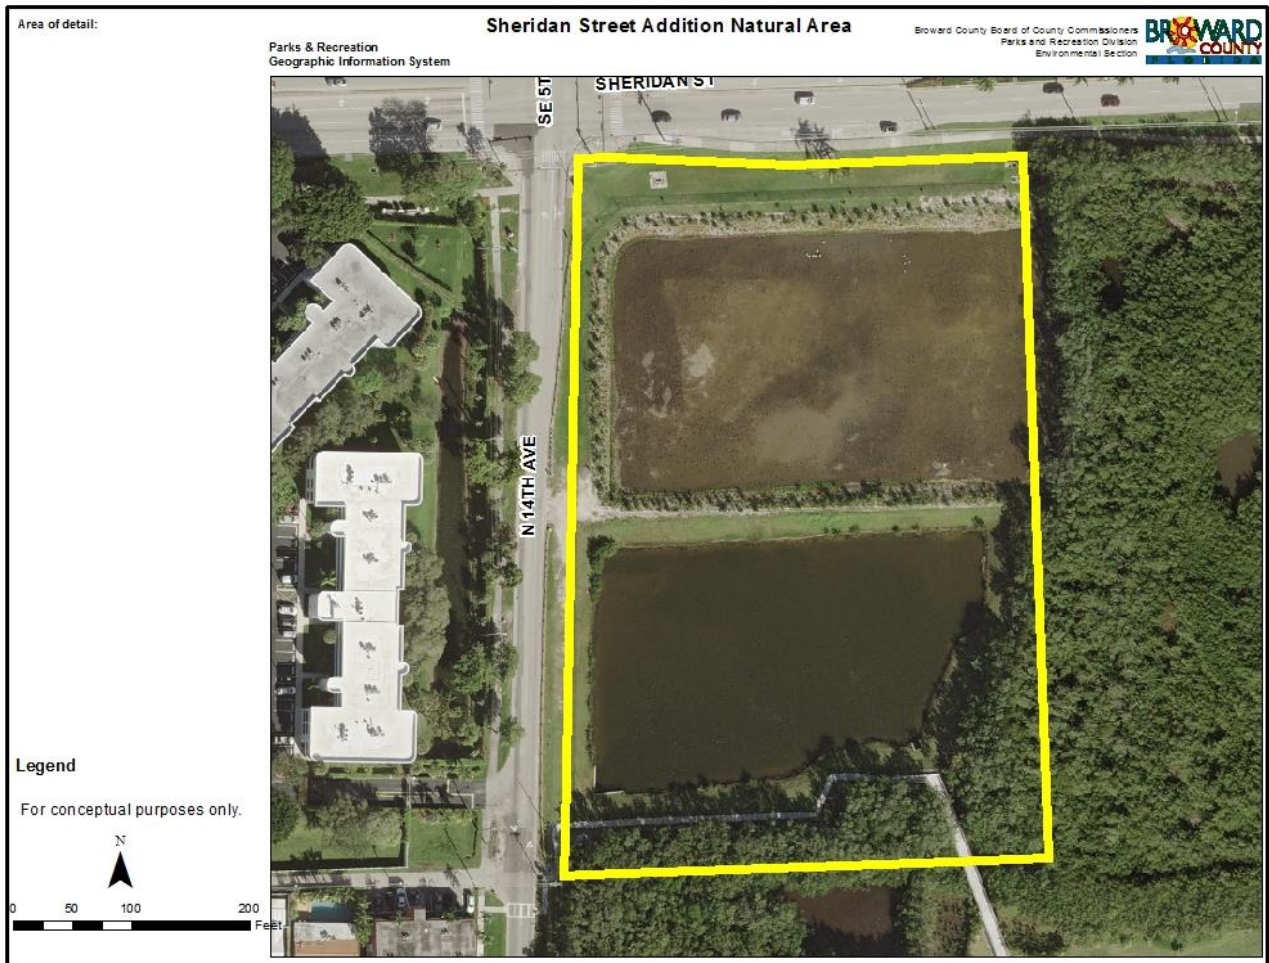 Area of detail:
Sheridan Street Addition Natural Area
Parks & Recreation
Geographic Information System
Broward County Board of County Commissioners
Parks and Recreation Division
Environmental Section
BROWARD
COUNTY
FLORIDA
SHERIDAN ST
SE 5T
N 14TH AVE
Legend
For conceptual purposes only.
N
0 50 100 200
Feet